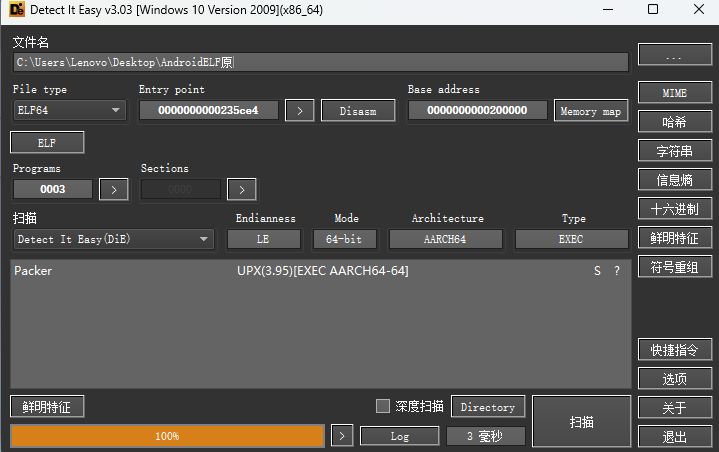 Detect It Easy v3.03 [Windows 10 Version 2009](x86_64)
文件名
C:\Users\Lenovo\Desktop\AndroidELF原
...
File type
Entry point
Base address
MIME
ELF64
0000000000235ce4
>
Disasm
0000000000200000
Memory map
哈希
ELF
字符串
Programs
Sections
信息熵
0003
>
0000
>
十六进制
扫描
Endianness
Mode
Architecture
Type
鲜明特征
Detect It Easy(DiE)
LE
64-bit
AARCH64
EXEC
符号重组
Packer
UPX(3.95)[EXEC AARCH64-64]
S
?
快捷指令
选项
鲜明特征
深度扫描
Directory
扫描
关于
100%
>
Log
3 毫秒
退出